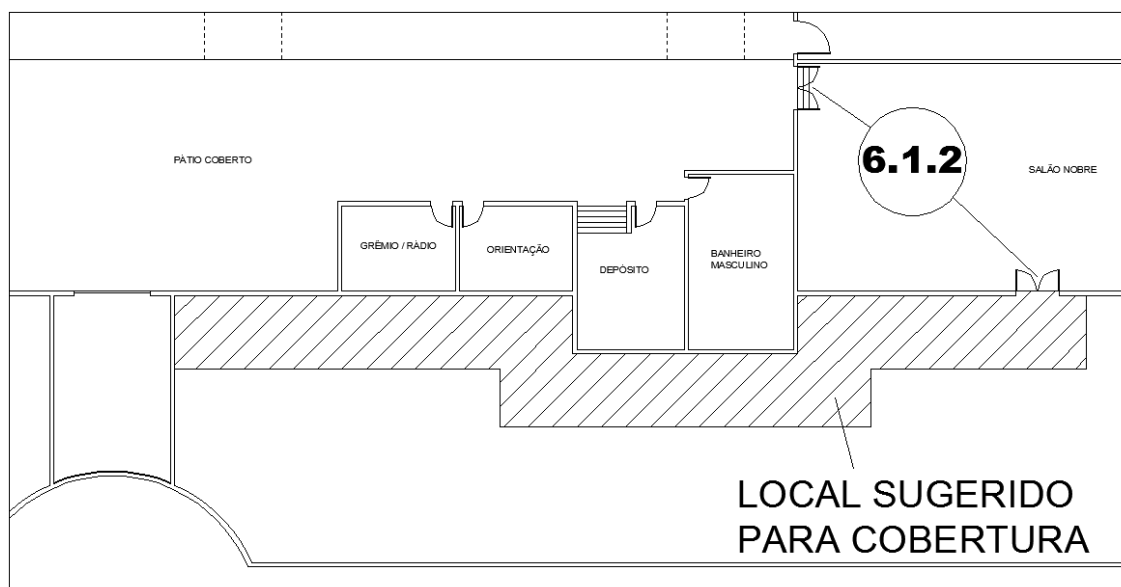 PÁTIO COBERTO
6.1.2
SALÃO NOBRE
GRÊMIO / RÁDIO
ORIENTAÇÃO
DEPÓSITO
BANHEIRO
MASCULINO
LOCAL SUGERIDO
PARA COBERTURA